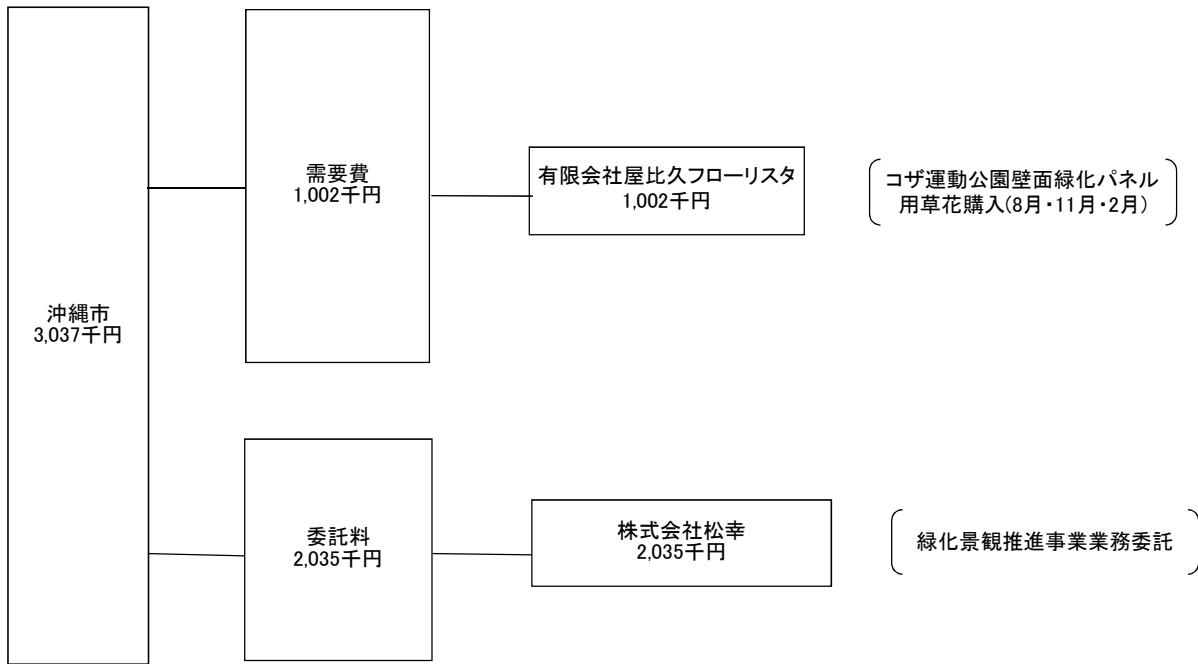 沖縄市
3,037千円
需要費
1,002千円
有限会社屋比久フローリスタ
1,002千円
コザ運動公園壁面緑化パネル
用草花購入(8月・11月・2月)
委託料
2,035千円
株式会社松幸
2,035千円
緑化景観推進事業業務委託